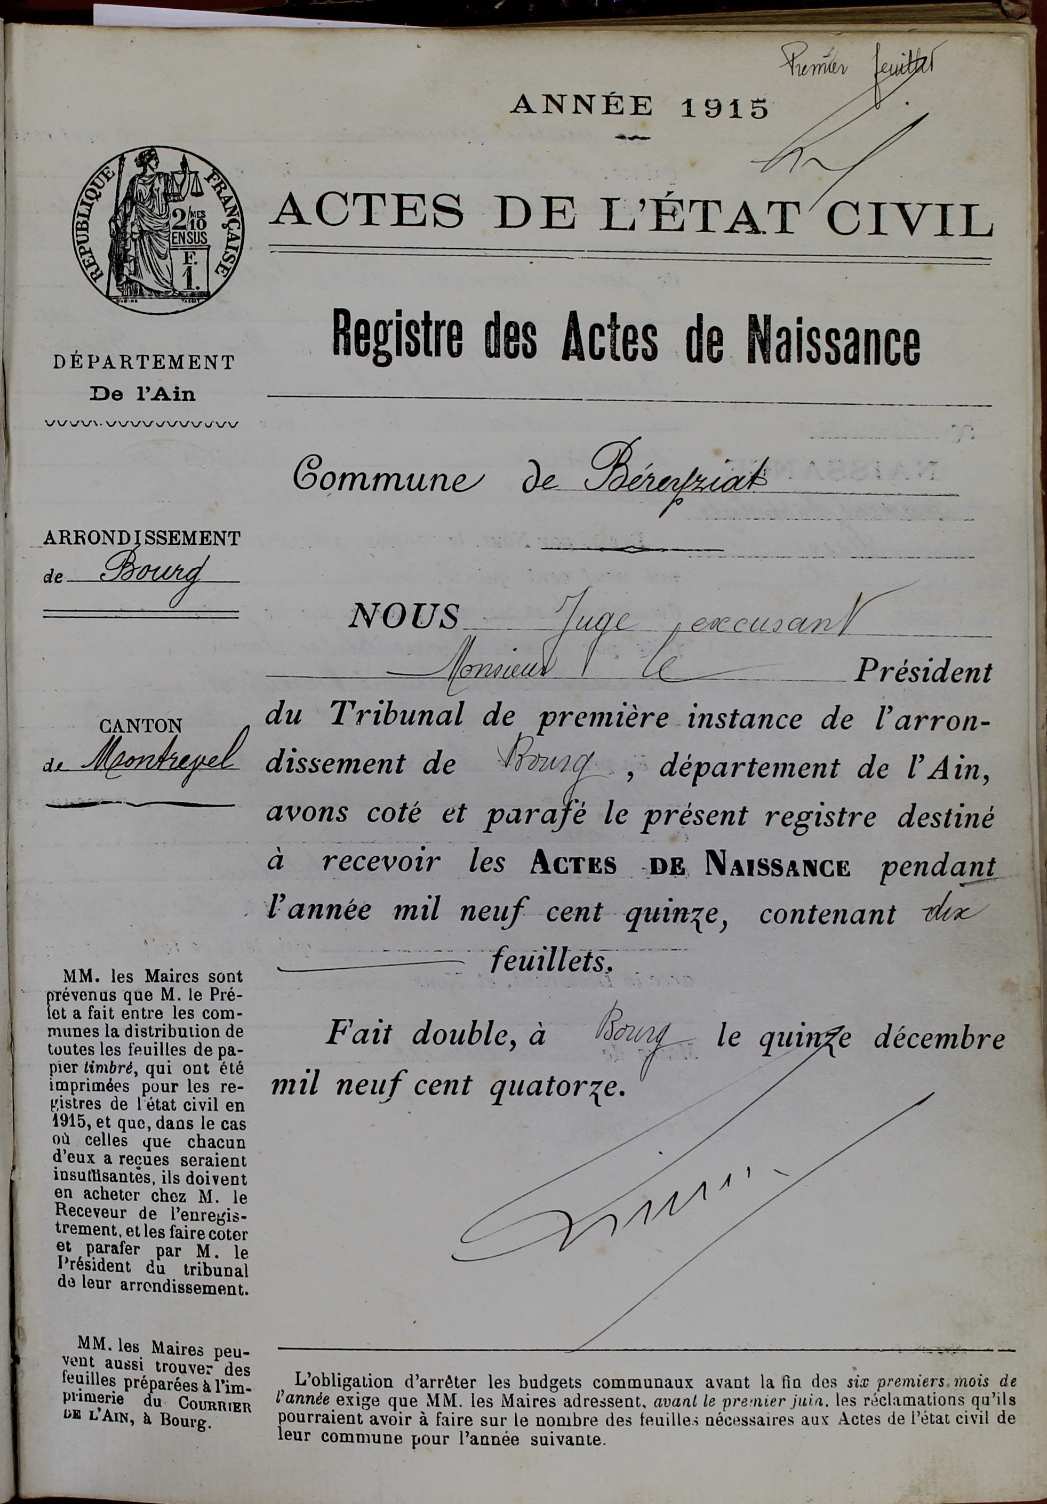 Premier feuillet
ANNÉE 1915
RÉPUBLIQUE FRANÇAISE
2 MES 10
EN SUS
F.
1.
ACTES DE L'ÉTAT CIVIL
Registre des Actes de Naissance
DÉPARTEMENT
De l'Ain
Commune de Béreyziat
ARRONDISSEMENT
de Bourg
CANTON
de Montrevel
NOUS Juge excusant
Monsieur le Président
du Tribunal de première instance de l'arron-
dissement de Bourg, département de l'Ain,
avons coté et parafé le présent registre destiné
à recevoir les ACTES DE NAISSANCE pendant
l'année mil neuf cent quinze, contenant dix
feuillets.
Fait double, à Bourg le quinze décembre
mil neuf cent quatorze.
MM. les Maires sont
prévenus que M. le Pré-
fet a fait entre les com-
munes la distribution de
toutes les feuilles de pa-
pier timbré, qui ont été
imprimées pour les re-
gistres de l'état civil en
1915, et que, dans le cas
où celles que chacun
d'eux a reçues seraient
insuffisantes, ils doivent
en acheter chez M. le
Receveur de l'enregis-
trement, et les faire coter
et parafer par M. le
Président du tribunal
de leur arrondissement.
MM. les Maires peu-
vent aussi trouver des
feuilles préparées à l'im-
primerie du COURRIER
DE L'AIN, à Bourg.
L'obligation d'arrêter les budgets communaux avant la fin des six premiers mois de
l'année exige que MM. les Maires adressent, avant le premier juin, les réclamations qu'ils
pourraient avoir à faire sur le nombre des feuilles nécessaires aux Actes de l'état civil de
leur commune pour l'année suivante.